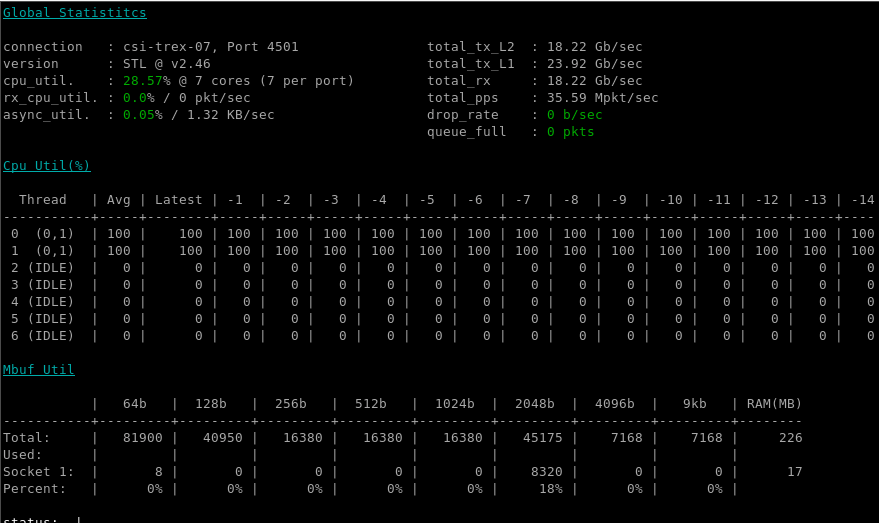 Global Statistitcs
connection   : csi-trex-07, Port 4501                total_tx_L2  : 18.22 Gb/sec
version      : STL @ v2.46                           total_tx_L1  : 23.92 Gb/sec
cpu_util.    : 28.57% @ 7 cores (7 per port)         total_rx     : 18.22 Gb/sec
rx_cpu_util. : 0.0% / 0 pkt/sec                      total_pps    : 35.59 Mpkt/sec
async_util.  : 0.05% / 1.32 KB/sec                   drop_rate    : 0 b/sec
queue_full   : 0 pkts
Cpu Util(%)
Thread   | Avg | Latest | -1  | -2  | -3  | -4  | -5  | -6  | -7  | -8  | -9  | -10 | -11 | -12 | -13 | -14
-----------+-----+--------+-----+-----+-----+-----+-----+-----+-----+-----+-----+-----+-----+-----+-----+----
0  (0,1)  | 100 |    100 | 100 | 100 | 100 | 100 | 100 | 100 | 100 | 100 | 100 | 100 | 100 | 100 | 100 | 100
1  (0,1)  | 100 |    100 | 100 | 100 | 100 | 100 | 100 | 100 | 100 | 100 | 100 | 100 | 100 | 100 | 100 | 100
2 (IDLE)  |   0 |      0 |   0 |   0 |   0 |   0 |   0 |   0 |   0 |   0 |   0 |   0 |   0 |   0 |   0 |   0
3 (IDLE)  |   0 |      0 |   0 |   0 |   0 |   0 |   0 |   0 |   0 |   0 |   0 |   0 |   0 |   0 |   0 |   0
4 (IDLE)  |   0 |      0 |   0 |   0 |   0 |   0 |   0 |   0 |   0 |   0 |   0 |   0 |   0 |   0 |   0 |   0
5 (IDLE)  |   0 |      0 |   0 |   0 |   0 |   0 |   0 |   0 |   0 |   0 |   0 |   0 |   0 |   0 |   0 |   0
6 (IDLE)  |   0 |      0 |   0 |   0 |   0 |   0 |   0 |   0 |   0 |   0 |   0 |   0 |   0 |   0 |   0 |   0
Mbuf Util
|   64b   |  128b   |  256b   |  512b   |  1024b  |  2048b  |  4096b  |   9kb   | RAM(MB)
-----------+---------+---------+---------+---------+---------+---------+---------+---------+--------
Total:     |   81900 |   40950 |   16380 |   16380 |   16380 |   45175 |    7168 |    7168 |     226
Used:      |         |         |         |         |         |         |         |         |
Socket 1:  |       8 |       0 |       0 |       0 |       0 |    8320 |       0 |       0 |      17
Percent:   |      0% |      0% |      0% |      0% |      0% |     18% |      0% |      0% |
status:  |